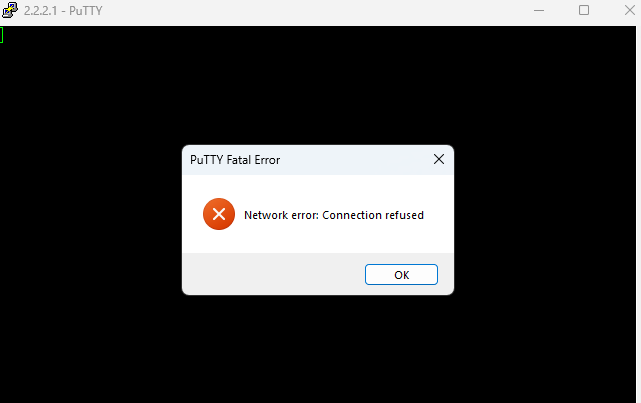 2.2.2.1 - PuTTY
PuTTY Fatal Error
Network error: Connection refused
OK